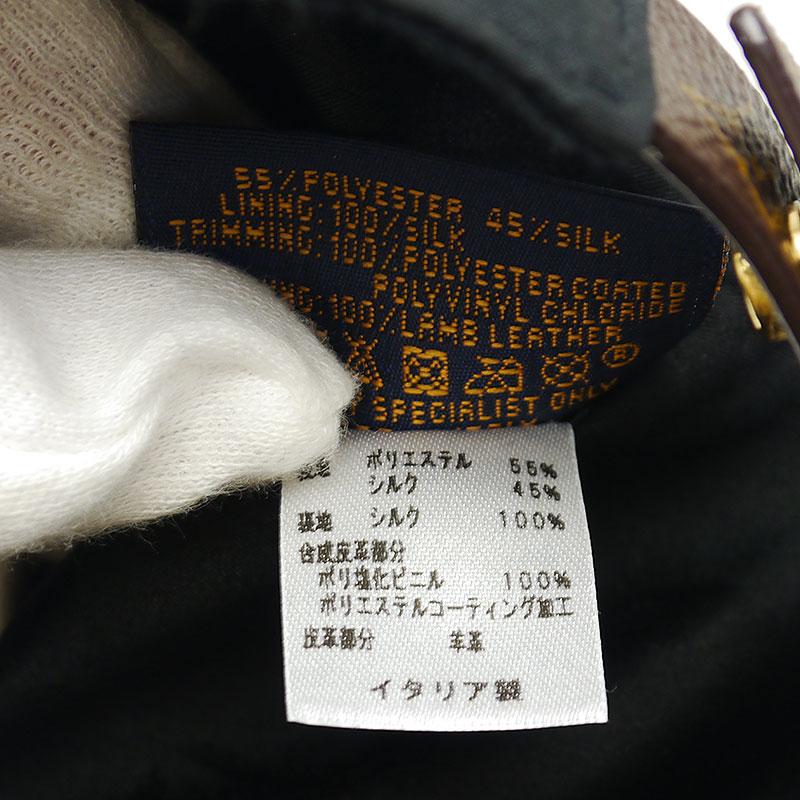 55%POLYESTER 45%SILK
LINING:100%SILK
TRIMMING:100%POLYESTER COATED
POLYVINYL CHLORIDE
100%LAMB LEATHER
SPECIALIST ONLY
ポリエステル 55%
シルク 45%
裏地 シルク 100%
合成皮革部分
ポリ塩化ビニル 100%
ポリエステルコーティング加工
皮革部分 羊革
イタリア製